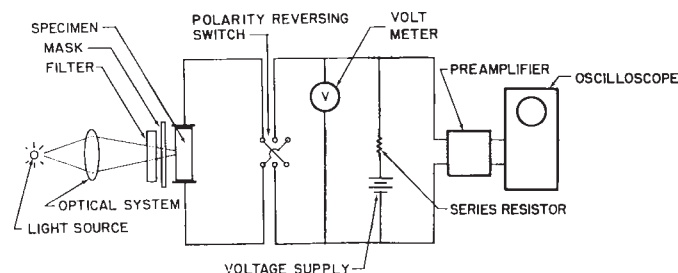 SPECIMEN
MASK
FILTER
POLARITY REVERSING
SWITCH
VOLT
METER
PREAMPLIFIER
OSCILLOSCOPE
V
OPTICAL SYSTEM
LIGHT SOURCE
SERIES RESISTOR
VOLTAGE SUPPLY